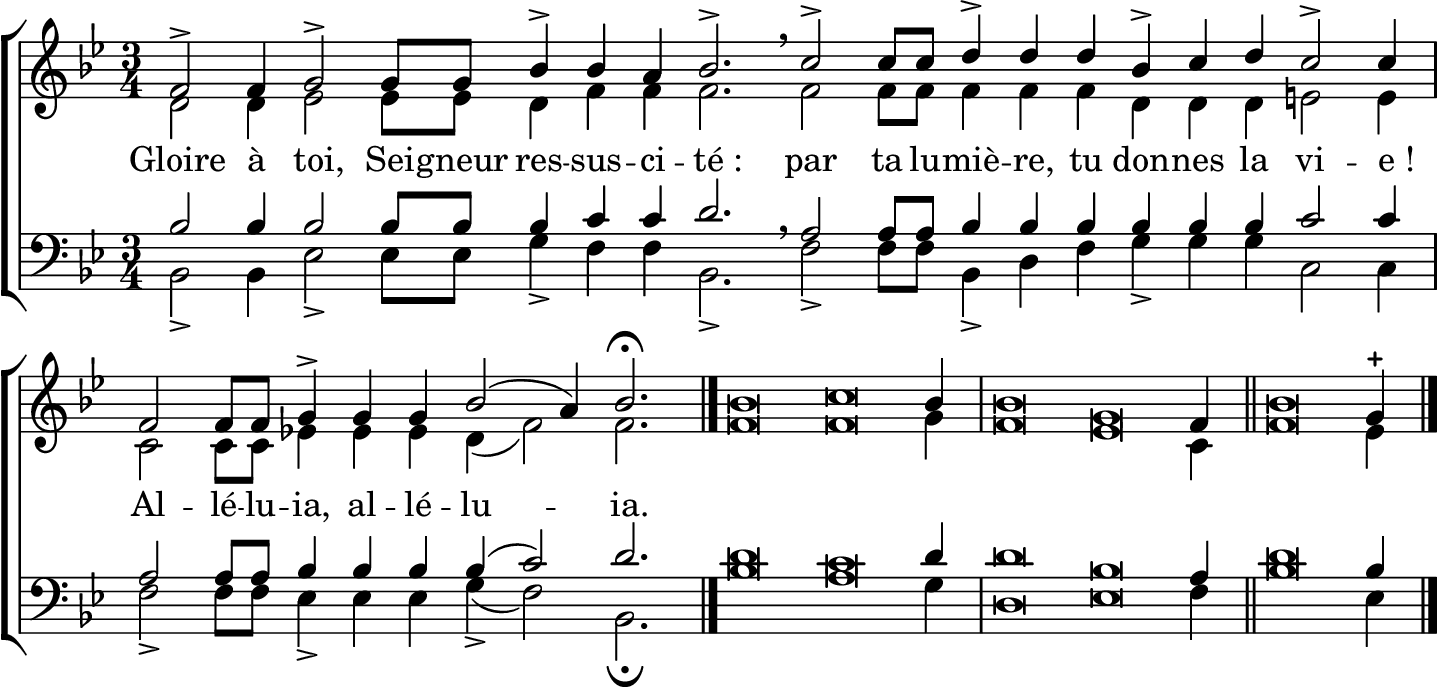 Gloire à toi, Seigneur res -- sus -- ci -- té : par ta lumiè -- re, tu donnes la vi -- e !
Al -- lé -- lu -- ia, al -- lé -- lu -- ia.